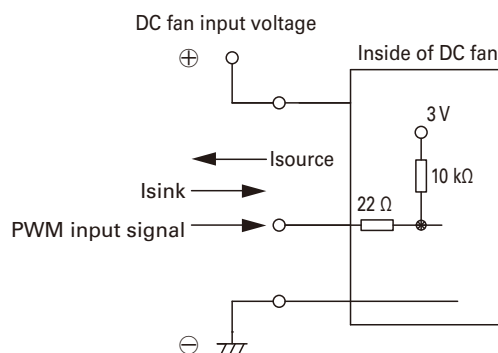 DC fan input voltage
Inside of DC fan
⊕
3 V
Isource
10 kΩ
Isink
22 Ω
PWM input signal
⊖